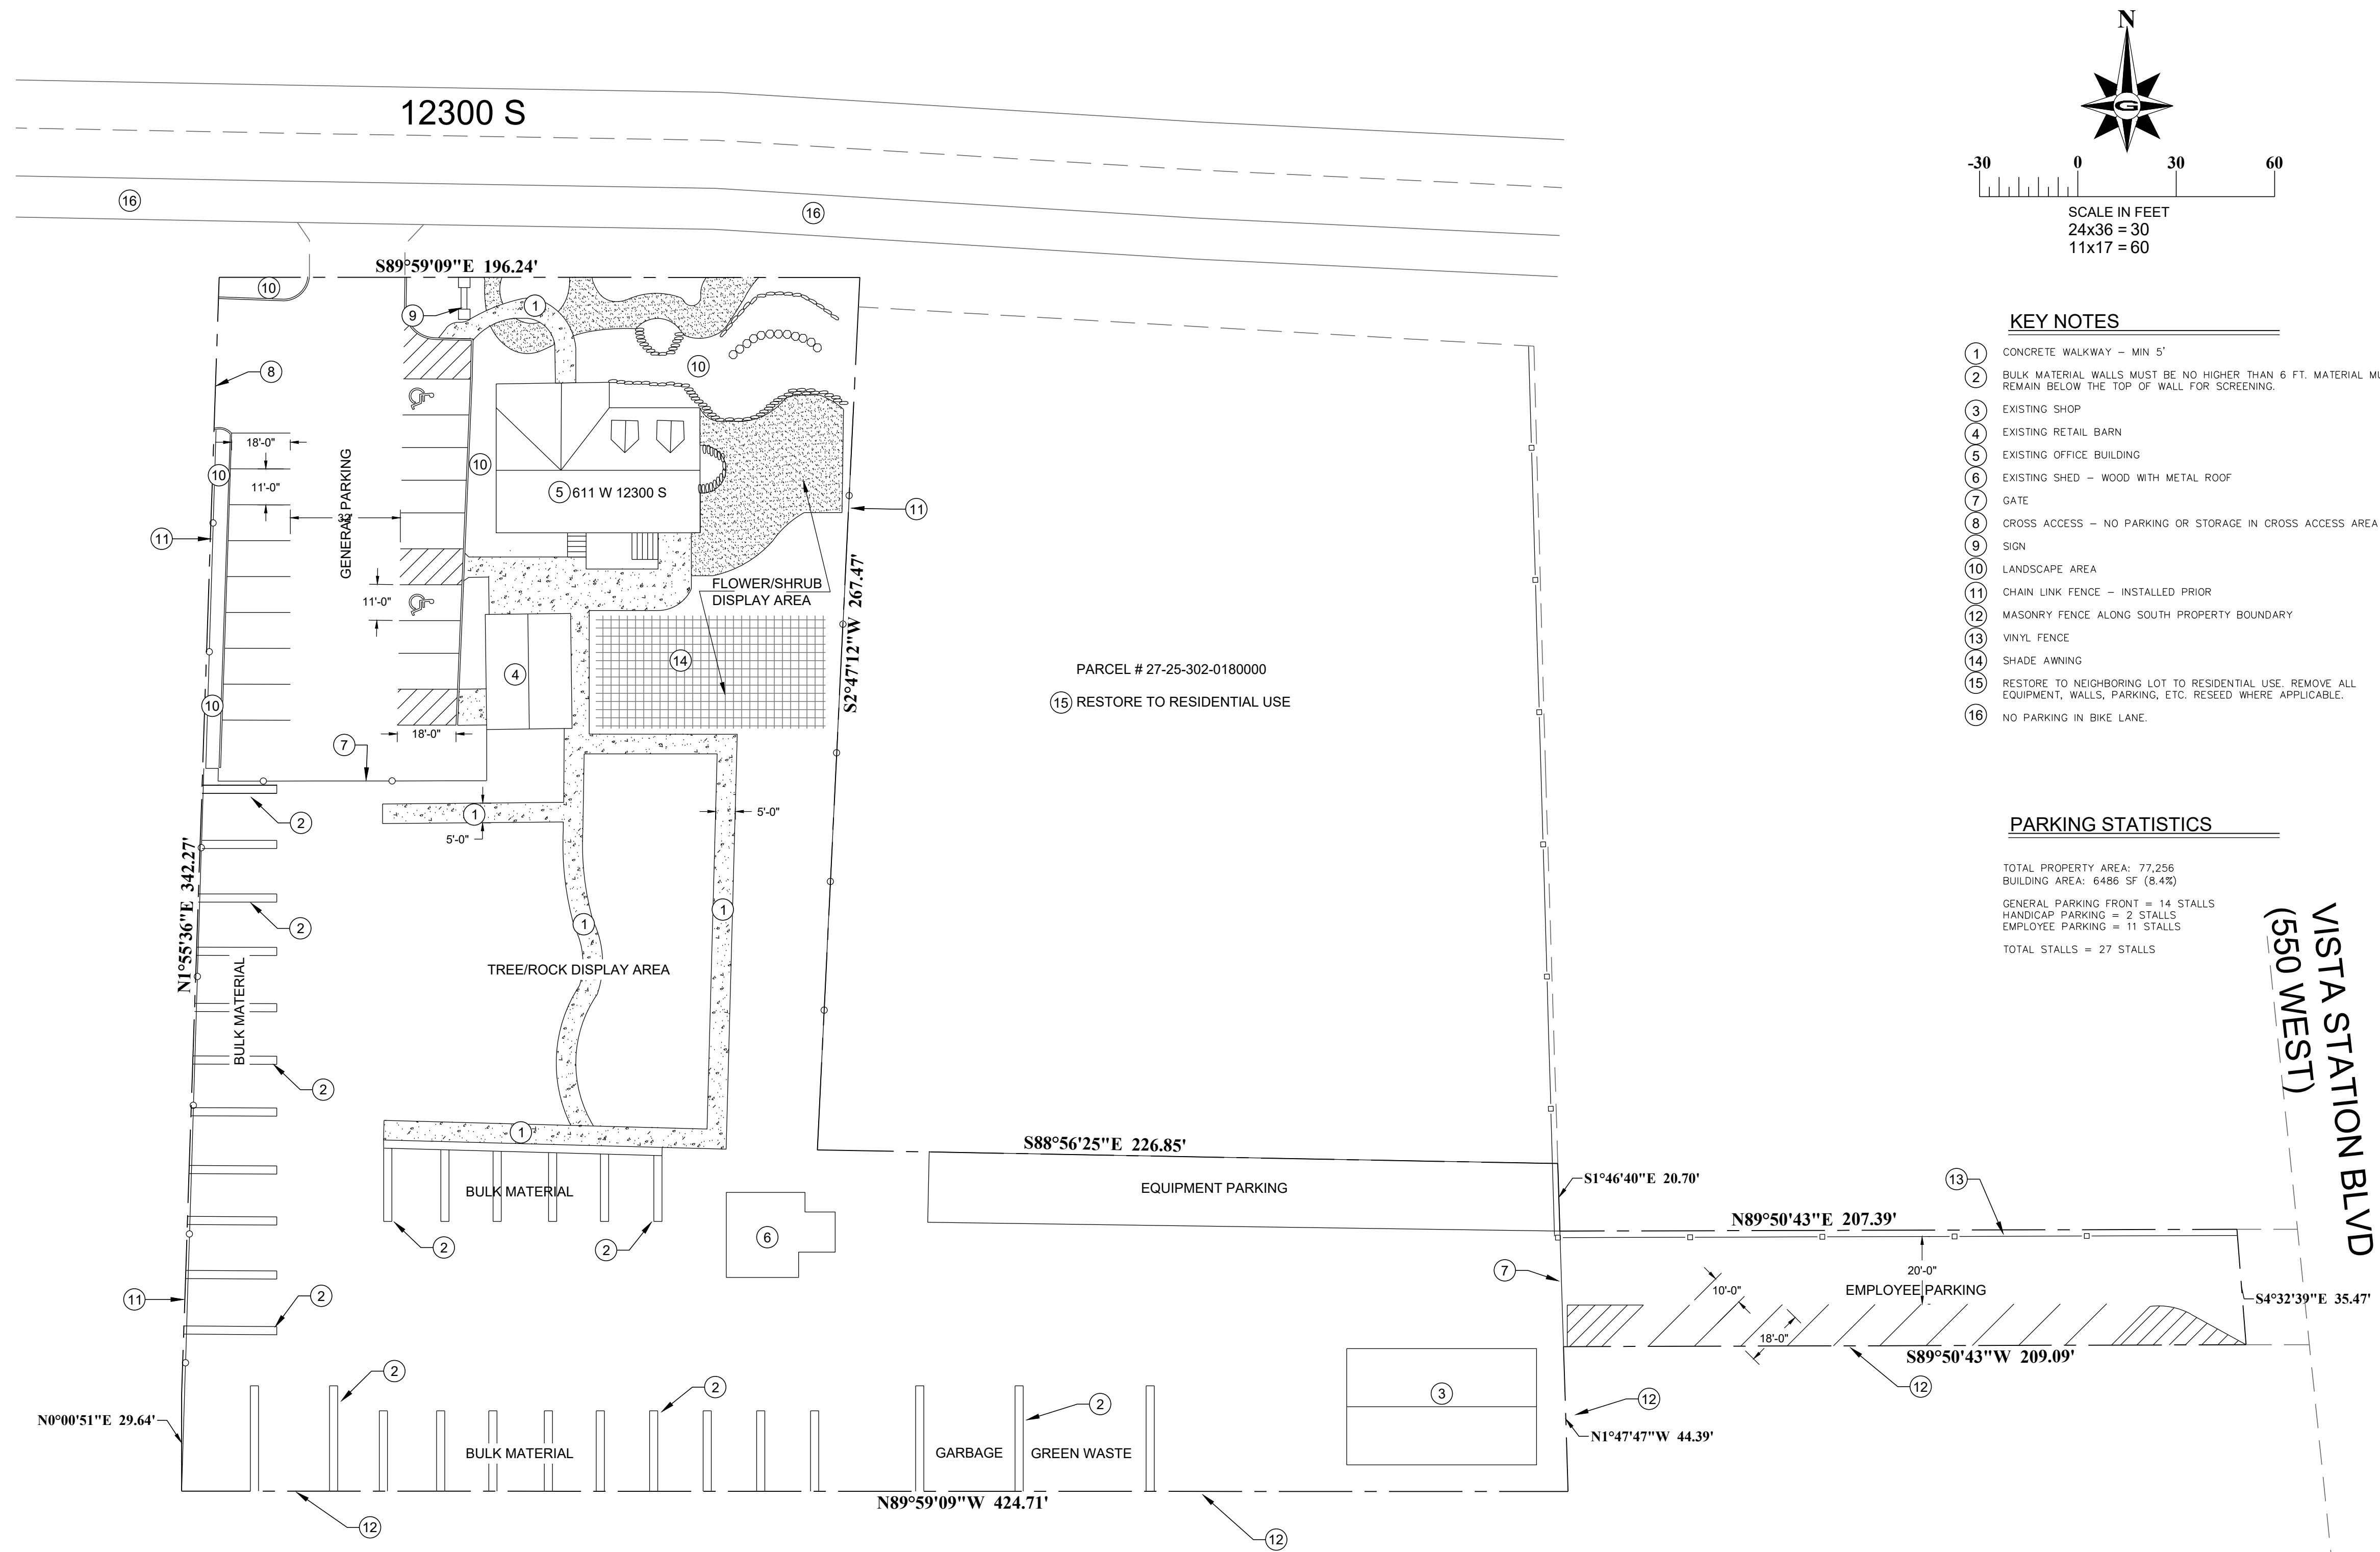 N
12300 S
-30 0 30 60
SCALE IN FEET
24x36 = 30
11x17 = 60
G
16
16
S89°59'09"E 196.24'
10
1
9
8
10
KEY NOTES
1 CONCRETE WALKWAY – MIN 5'
2 BULK MATERIAL WALLS MUST BE NO HIGHER THAN 6 FT. MATERIAL MU
REMAIN BELOW THE TOP OF WALL FOR SCREENING.
3 EXISTING SHOP
4 EXISTING RETAIL BARN
5 EXISTING OFFICE BUILDING
6 EXISTING SHED – WOOD WITH METAL ROOF
7 GATE
8 CROSS ACCESS – NO PARKING OR STORAGE IN CROSS ACCESS AREA
9 SIGN
10 LANDSCAPE AREA
11 CHAIN LINK FENCE – INSTALLED PRIOR
12 MASONRY FENCE ALONG SOUTH PROPERTY BOUNDARY
13 VINYL FENCE
14 SHADE AWNING
15 RESTORE TO NEIGHBORING LOT TO RESIDENTIAL USE. REMOVE ALL
EQUIPMENT, WALLS, PARKING, ETC. RESEED WHERE APPLICABLE.
16 NO PARKING IN BIKE LANE.
18'-0"
10
11'-0"
GENERAL PARKING
32'
10
5 611 W 12300 S
11
11
FLOWER/SHRUB
DISPLAY AREA
S2°47'12"W 267.47'
11'-0"
14
4
10
18'-0"
7
PARCEL # 27-25-302-0180000
15 RESTORE TO RESIDENTIAL USE
PARKING STATISTICS
TOTAL PROPERTY AREA: 77,256
BUILDING AREA: 6486 SF (8.4%)
GENERAL PARKING FRONT = 14 STALLS
HANDICAP PARKING = 2 STALLS
EMPLOYEE PARKING = 11 STALLS
TOTAL STALLS = 27 STALLS
VISTA STATION BLVD
(550 WEST)
2
1
5'-0"
5'-0"
N1°55'36"E 342.27'
2
1
1
TREE/ROCK DISPLAY AREA
BULK MATERIAL
2
1
S88°56'25"E 226.85'
BULK MATERIAL
EQUIPMENT PARKING
S1°46'40"E 20.70'
13
N89°50'43"E 207.39'
2
2
6
7
20'-0"
10'-0"
EMPLOYEE PARKING
S4°32'39"E 35.47'
11
2
18'-0"
S89°50'43"W 209.09'
2
2
2
3
12
12
N0°00'51"E 29.64'
N1°47'47"W 44.39'
BULK MATERIAL
GARBAGE
GREEN WASTE
N89°59'09"W 424.71'
12
12